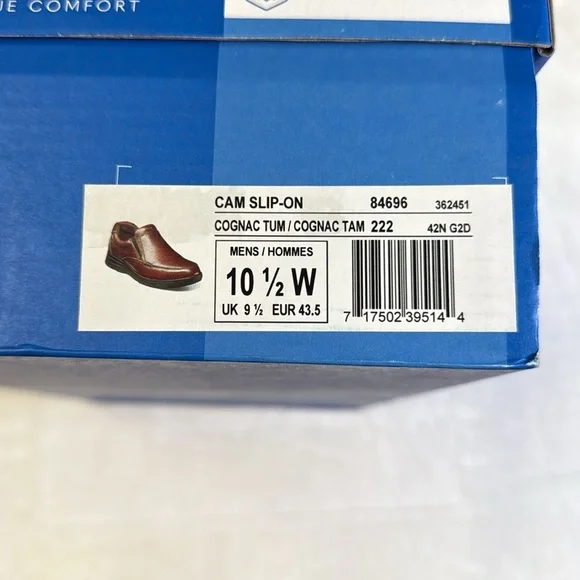 COMFORT
CAM SLIP-ON 84696 362451
COGNAC TUM / COGNAC TAM 222 42N G2D
MENS / HOMMES
10 ½ W
UK 9 ½ EUR 43.5
7 17502 39514 4